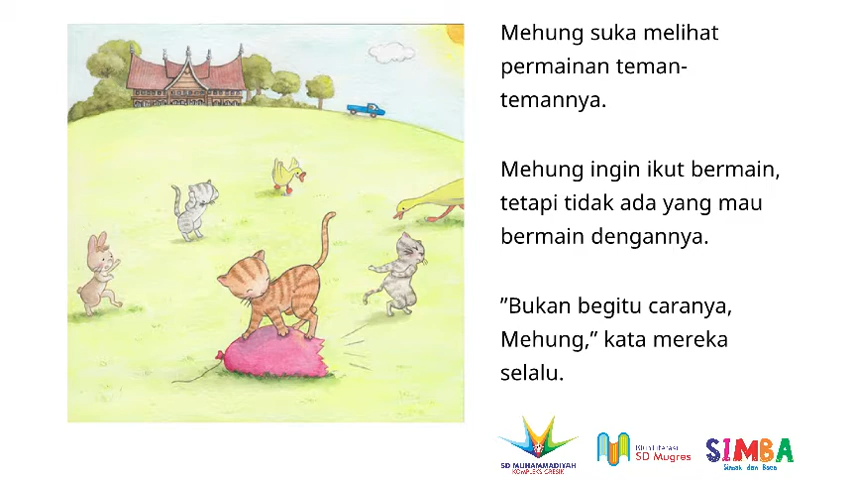 Mehung suka melihat
permainan teman-
temannya.
Mehung ingin ikut bermain,
tetapi tidak ada yang mau
bermain dengannya.
”Bukan begitu caranya,
Mehung,” kata mereka
selalu.
SD MUHAMMADIYAH
KOMPLEKS GRESIK
SD Mugres
SIMBA
Simak dan Baca